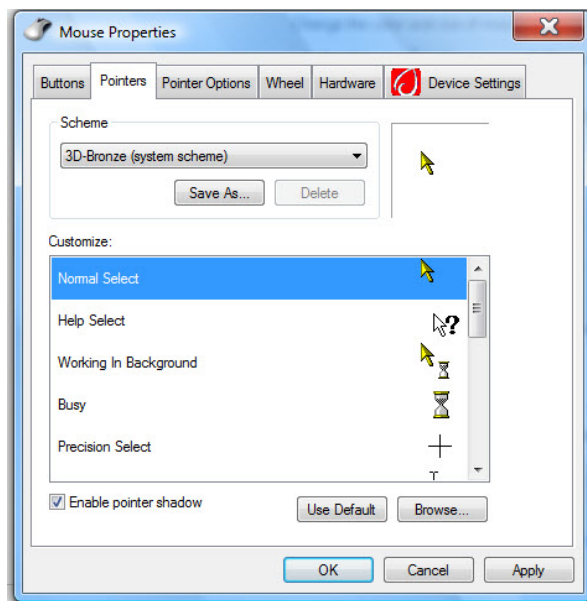 Mouse Properties
Buttons Pointers Pointer Options Wheel Hardware Device Settings
Scheme
3D-Bronze (system scheme)
Save As... Delete
Customize:
Normal Select
Help Select
Working In Background
Busy
Precision Select
Enable pointer shadow
Use Default Browse...
OK Cancel Apply